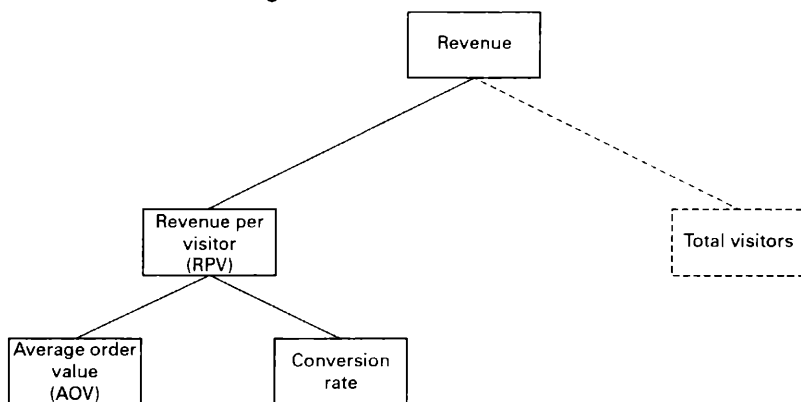 Revenue
Revenue per
visitor
(RPV)
Total visitors
Average order
value
(AOV)
Conversion
rate